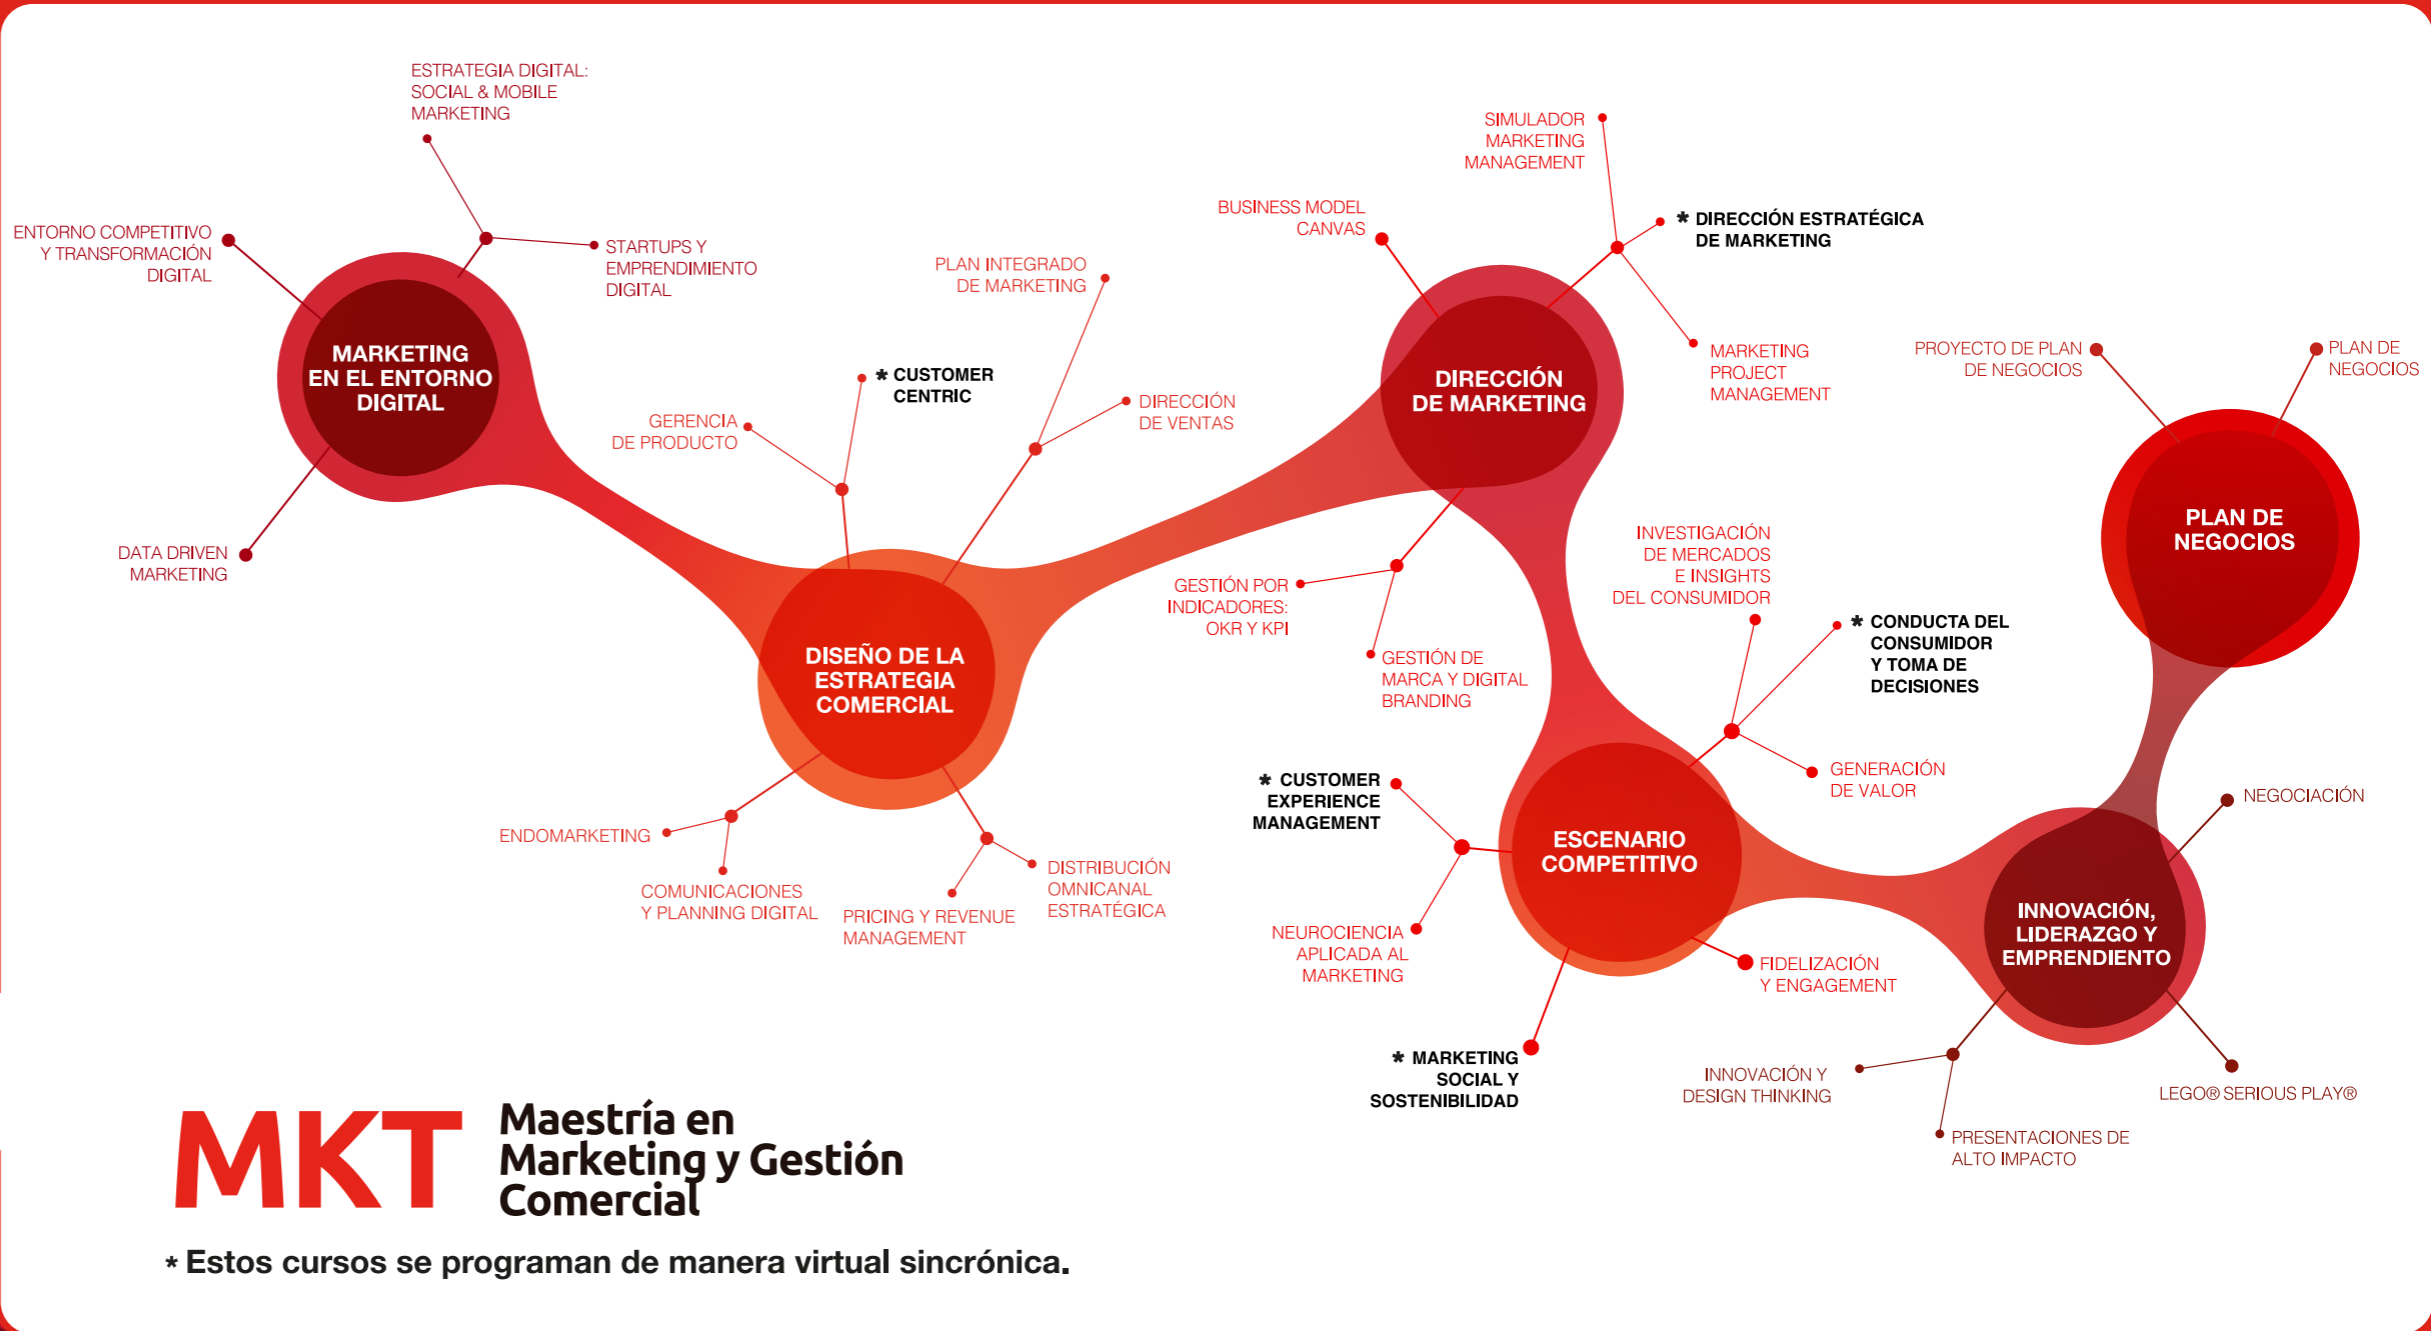 ESTRATEGIA DIGITAL:
SOCIAL & MOBILE
MARKETING
ENTORNO COMPETITIVO
Y TRANSFORMACIÓN
DIGITAL
STARTUPS Y
EMPRENDIMIENTO
DIGITAL
MARKETING
EN EL ENTORNO
DIGITAL
DATA DRIVEN
MARKETING
PLAN INTEGRADO
DE MARKETING
* CUSTOMER
CENTRIC
GERENCIA
DE PRODUCTO
DIRECCIÓN
DE VENTAS
DISEÑO DE LA
ESTRATEGIA
COMERCIAL
ENDOMARKETING
COMUNICACIONES
Y PLANNING DIGITAL
PRICING Y REVENUE
MANAGEMENT
DISTRIBUCIÓN
OMNICANAL
ESTRATÉGICA
SIMULADOR
MARKETING
MANAGEMENT
BUSINESS MODEL
CANVAS
* DIRECCIÓN ESTRATÉGICA
DE MARKETING
MARKETING
PROJECT
MANAGEMENT
DIRECCIÓN
DE MARKETING
GESTIÓN POR
INDICADORES:
OKR Y KPI
GESTIÓN DE
MARCA Y DIGITAL
BRANDING
INVESTIGACIÓN
DE MERCADOS
E INSIGHTS
DEL CONSUMIDOR
* CONDUCTA DEL
CONSUMIDOR
Y TOMA DE
DECISIONES
GENERACIÓN
DE VALOR
* CUSTOMER
EXPERIENCE
MANAGEMENT
ESCENARIO
COMPETITIVO
NEUROCIENCIA
APLICADA AL
MARKETING
FIDELIZACIÓN
Y ENGAGEMENT
* MARKETING
SOCIAL Y
SOSTENIBILIDAD
PROYECTO DE PLAN
DE NEGOCIOS
PLAN DE
NEGOCIOS
PLAN DE
NEGOCIOS
NEGOCIACIÓN
INNOVACIÓN,
LIDERAZGO Y
EMPRENDIENTO
INNOVACIÓN Y
DESIGN THINKING
PRESENTACIONES DE
ALTO IMPACTO
LEGO® SERIOUS PLAY®
MKT
Maestría en
Marketing y Gestión
Comercial
* Estos cursos se programan de manera virtual sincrónica.